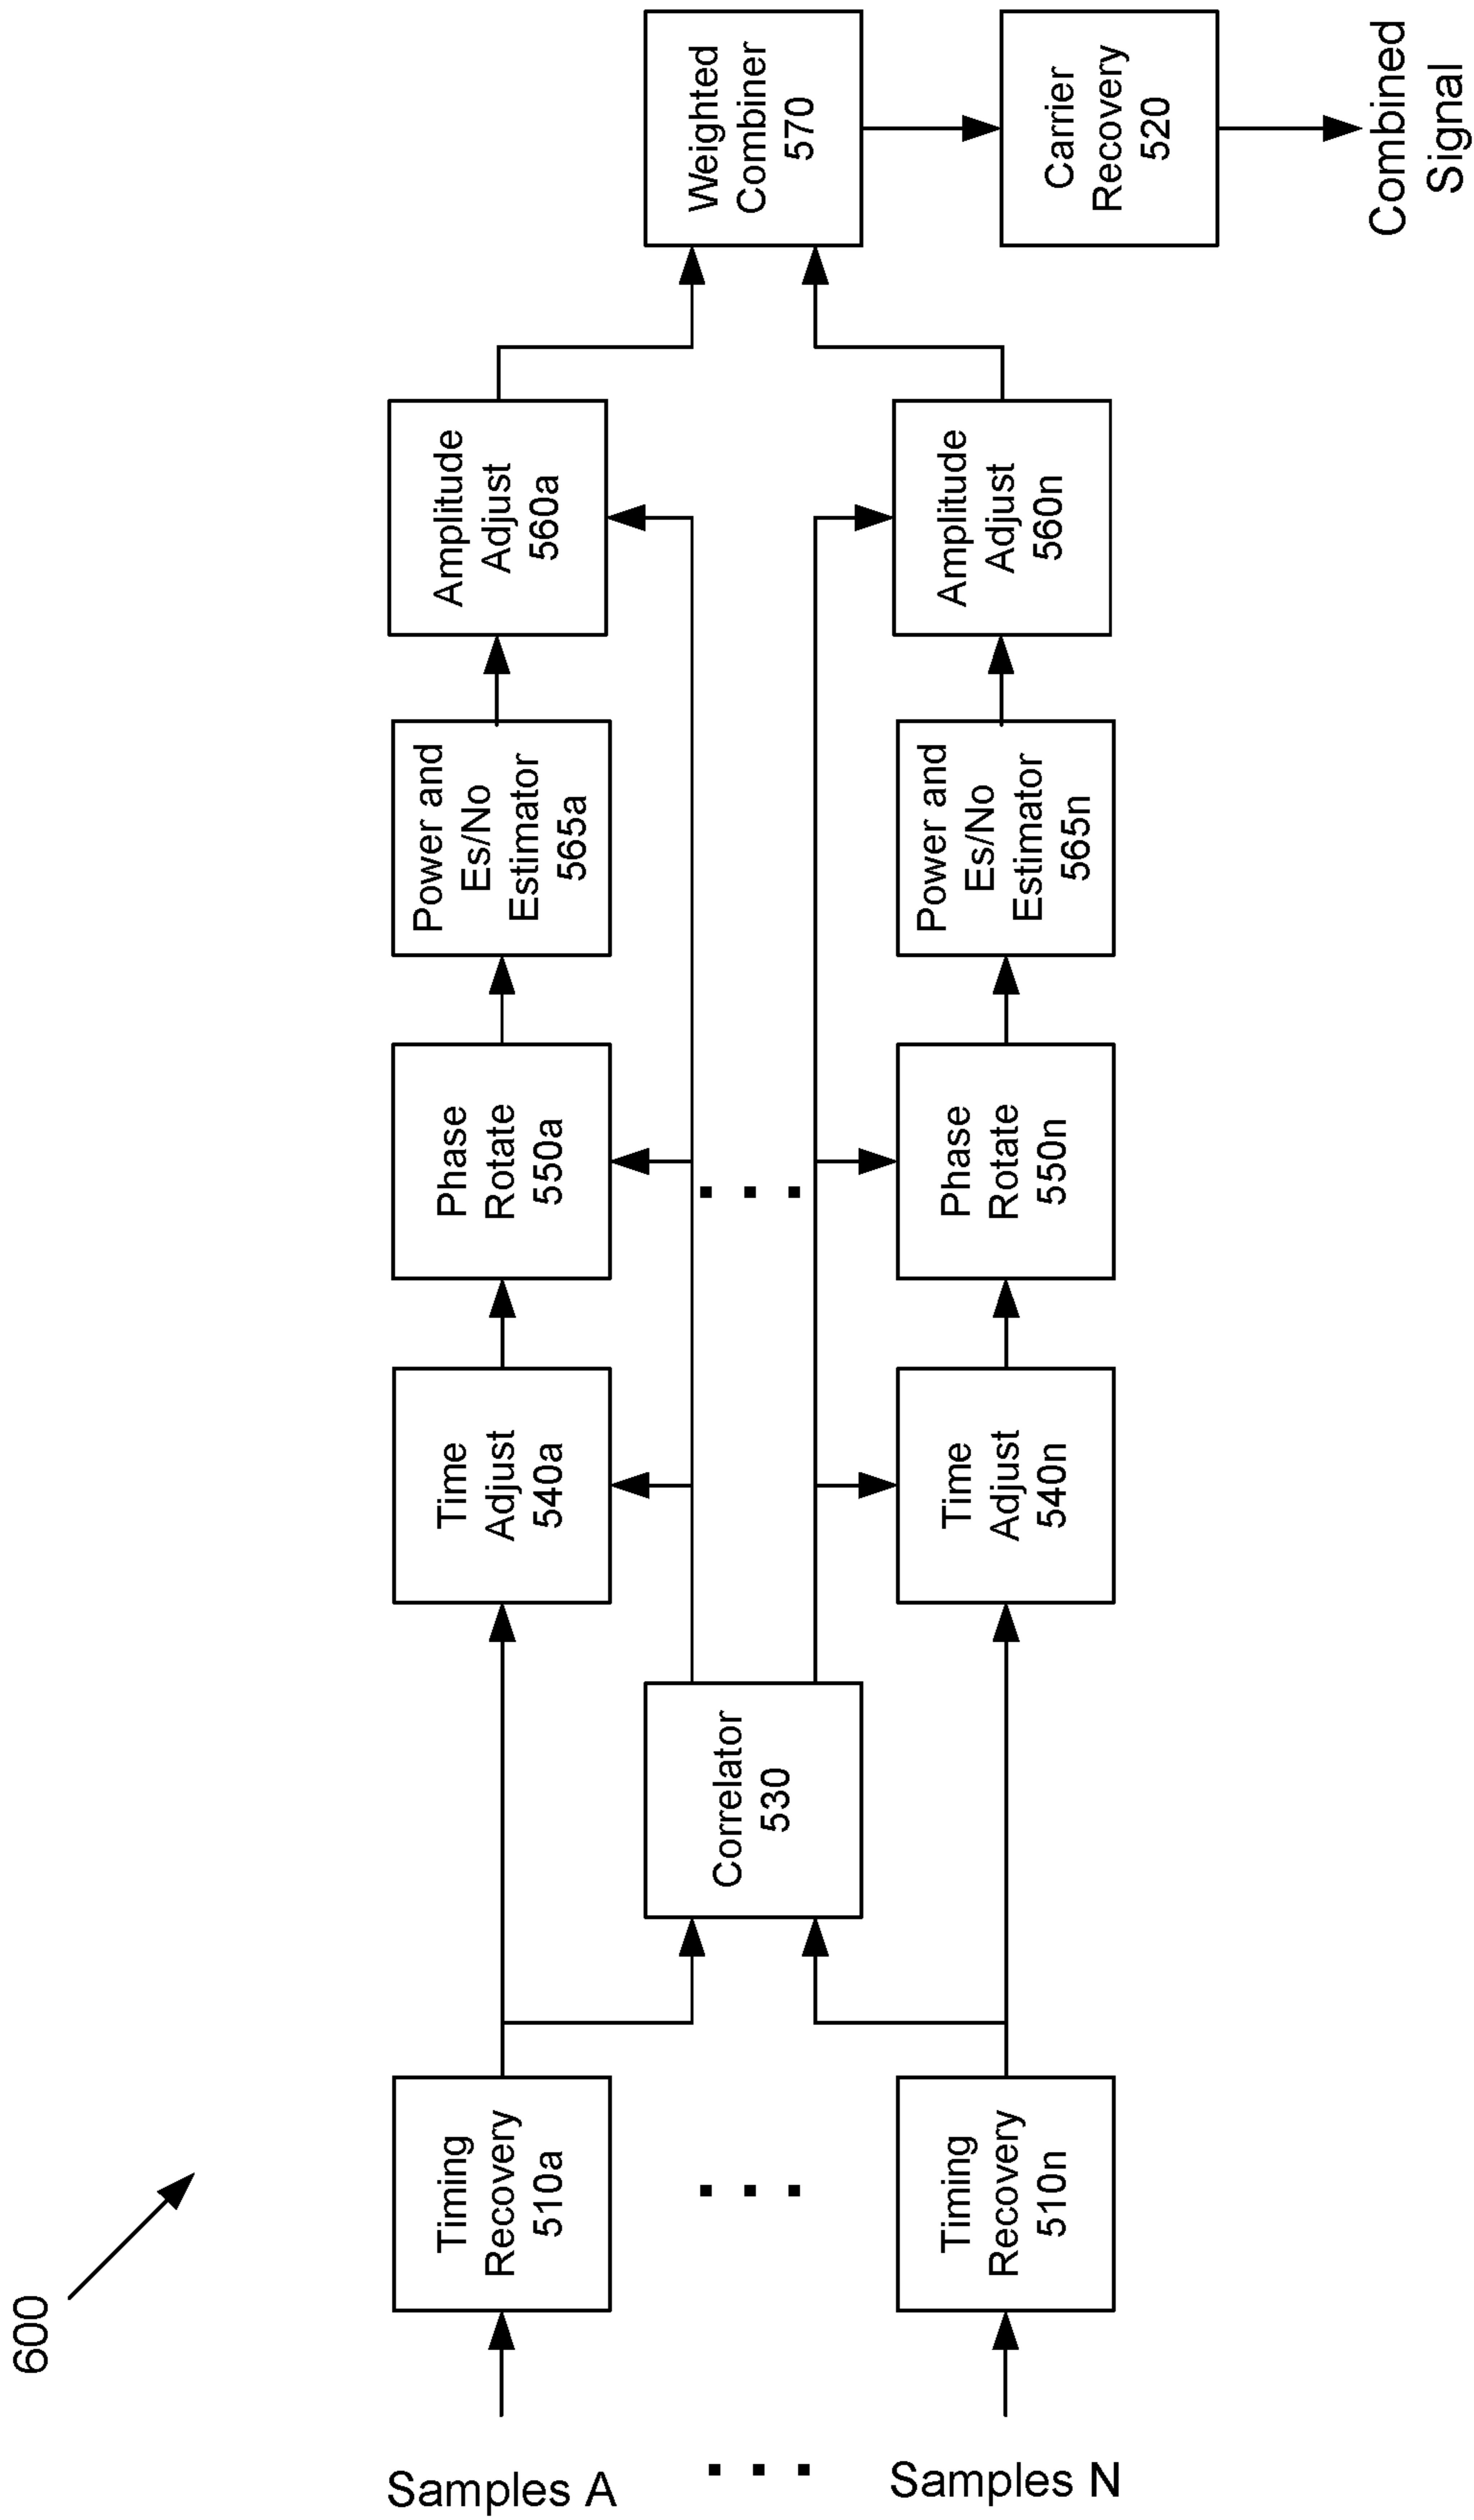 600
Samples A
Timing
Recovery
510a
Time
Adjust
540a
Phase
Rotate
550a
Power and
Es/No
Estimator
565a
Amplitude
Adjust
560a
Correlator
530
Weighted
Combiner
570
Carrier
Recovery
520
Combined
Signal
Samples N
Timing
Recovery
510n
Time
Adjust
540n
Phase
Rotate
550n
Power and
Es/No
Estimator
565n
Amplitude
Adjust
560n